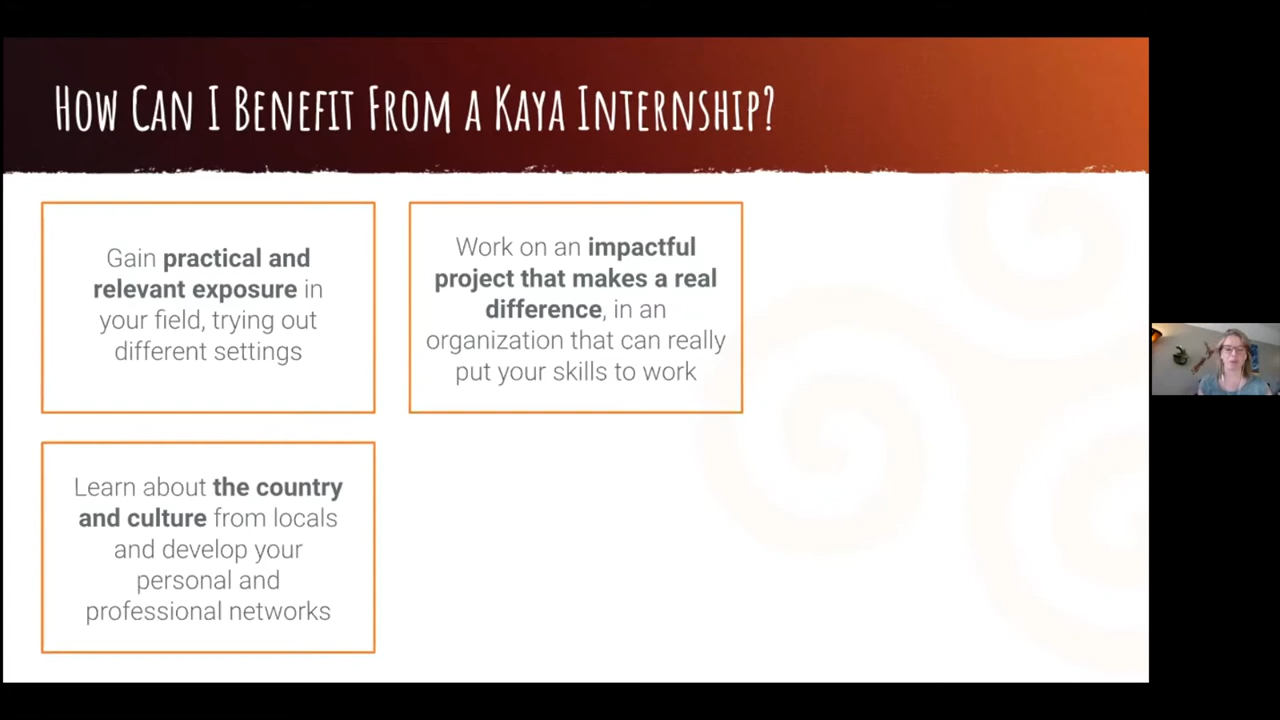 How Can I Benefit From a Kaya Internship?
Gain practical and
relevant exposure in
your field, trying out
different settings
Work on an impactful
project that makes a real
difference, in an
organization that can really
put your skills to work
Learn about the country
and culture from locals
and develop your
personal and
professional networks